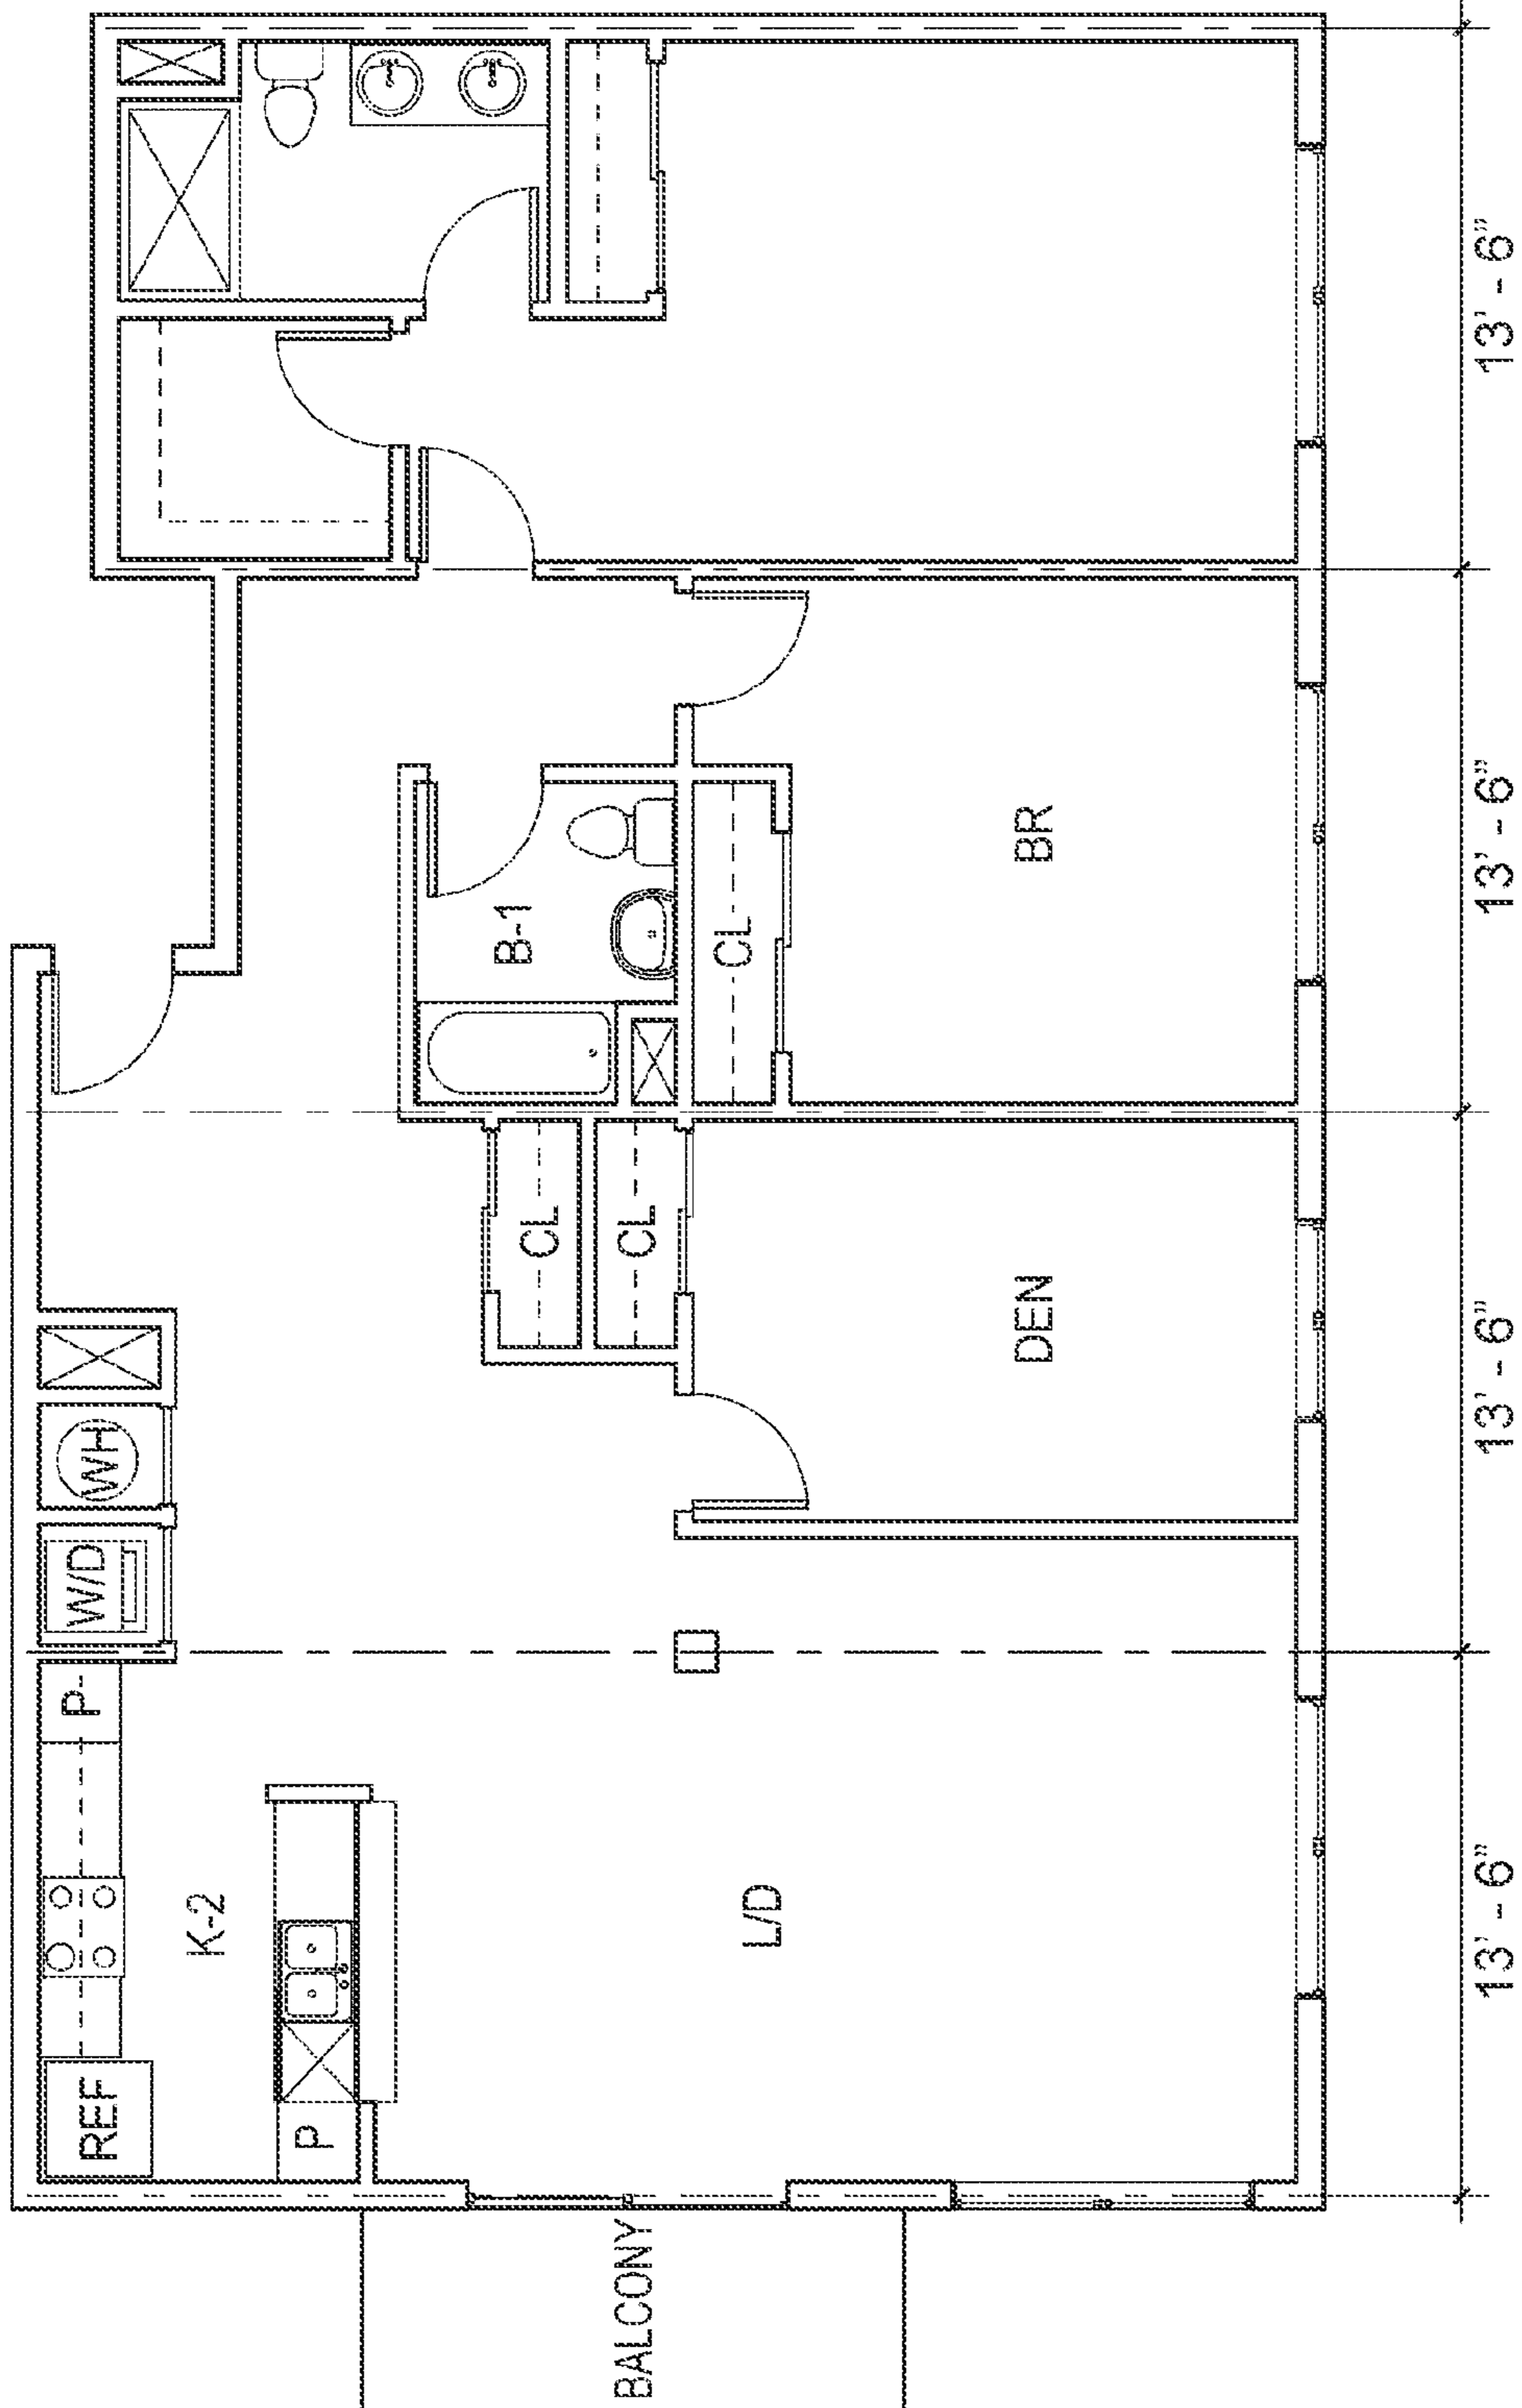 REF
P
WH
W/D
K-2
P
BALCONY
L/D
CL
CL
DEN
B-1
CL
BR
13' - 6"
13' - 6"
13' - 6"
13' - 6"